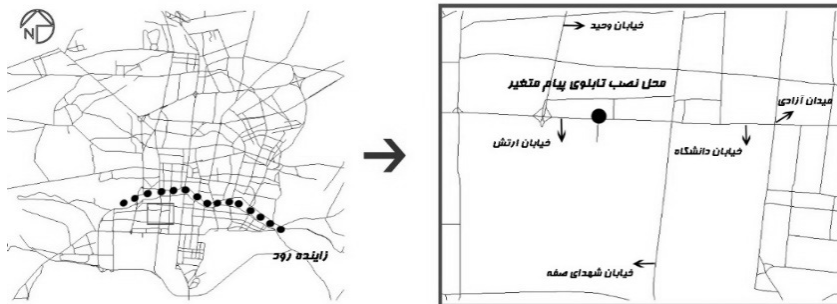 N
زاینده رود
خیابان وحید
محل نصب تابلوی پیام متغیر
میدان آزادی
خیابان ارتش
خیابان دانشگاه
خیابان شهدای صفه